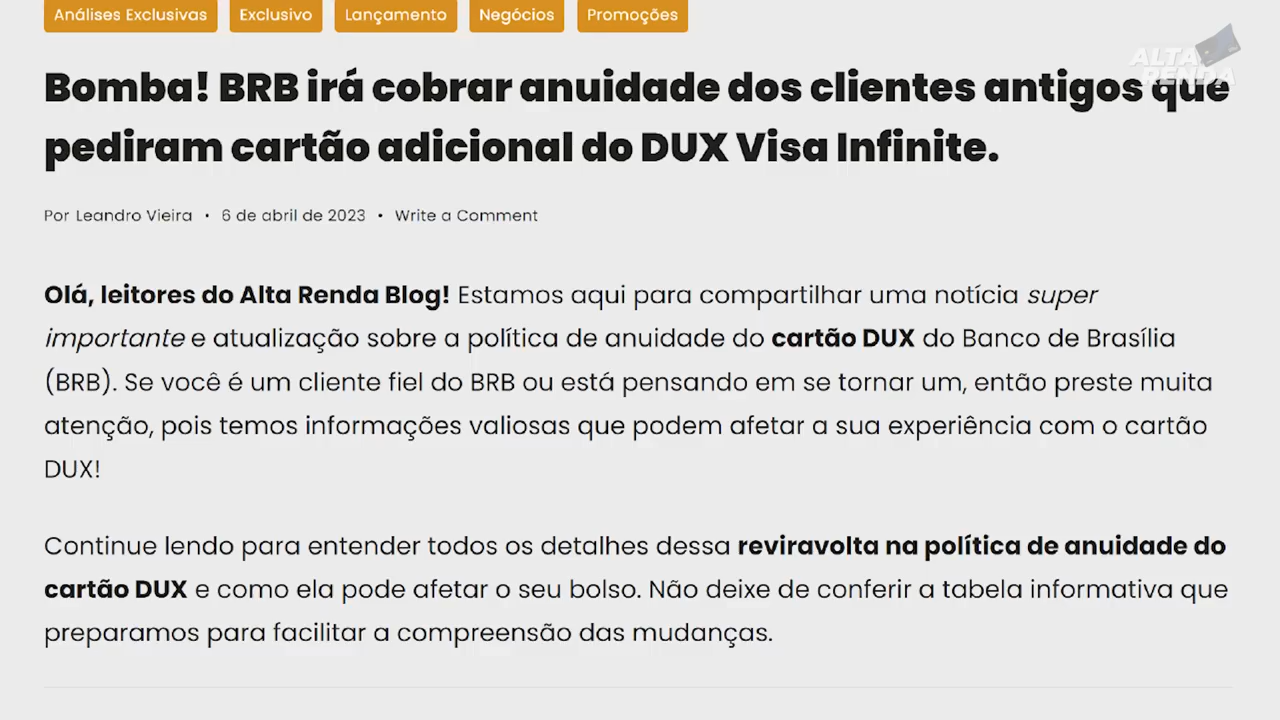 Análises Exclusivas
Exclusivo
Lançamento
Negócios
Promoções
ALTA
RENDA
Bomba! BRB irá cobrar anuidade dos clientes antigos que
pediram cartão adicional do DUX Visa Infinite.
Por Leandro Vieira • 6 de abril de 2023 • Write a Comment
Olá, leitores do Alta Renda Blog! Estamos aqui para compartilhar uma notícia super
importante e atualização sobre a política de anuidade do cartão DUX do Banco de Brasília
(BRB). Se você é um cliente fiel do BRB ou está pensando em se tornar um, então preste muita
atenção, pois temos informações valiosas que podem afetar a sua experiência com o cartão
DUX!
Continue lendo para entender todos os detalhes dessa reviravolta na política de anuidade do
cartão DUX e como ela pode afetar o seu bolso. Não deixe de conferir a tabela informativa que
preparamos para facilitar a compreensão das mudanças.